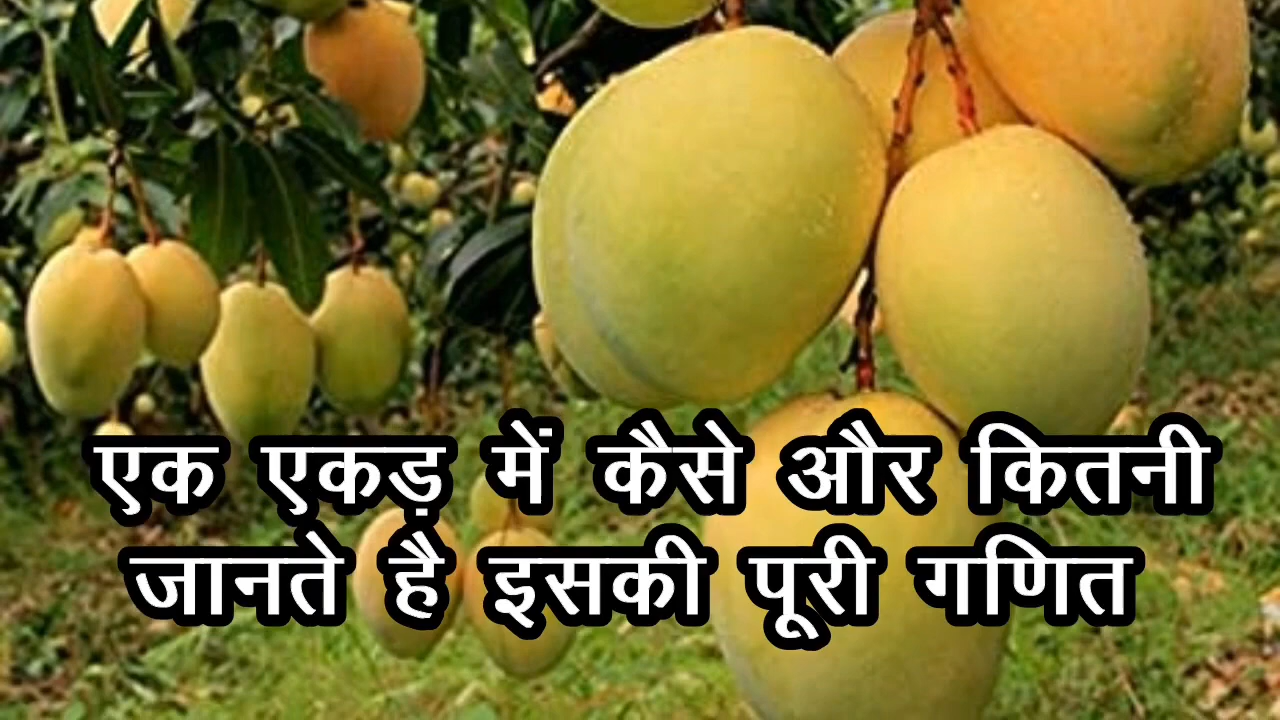 एक एकड़ में कैसे और कितनी
जानते है इसकी पूरी गणित